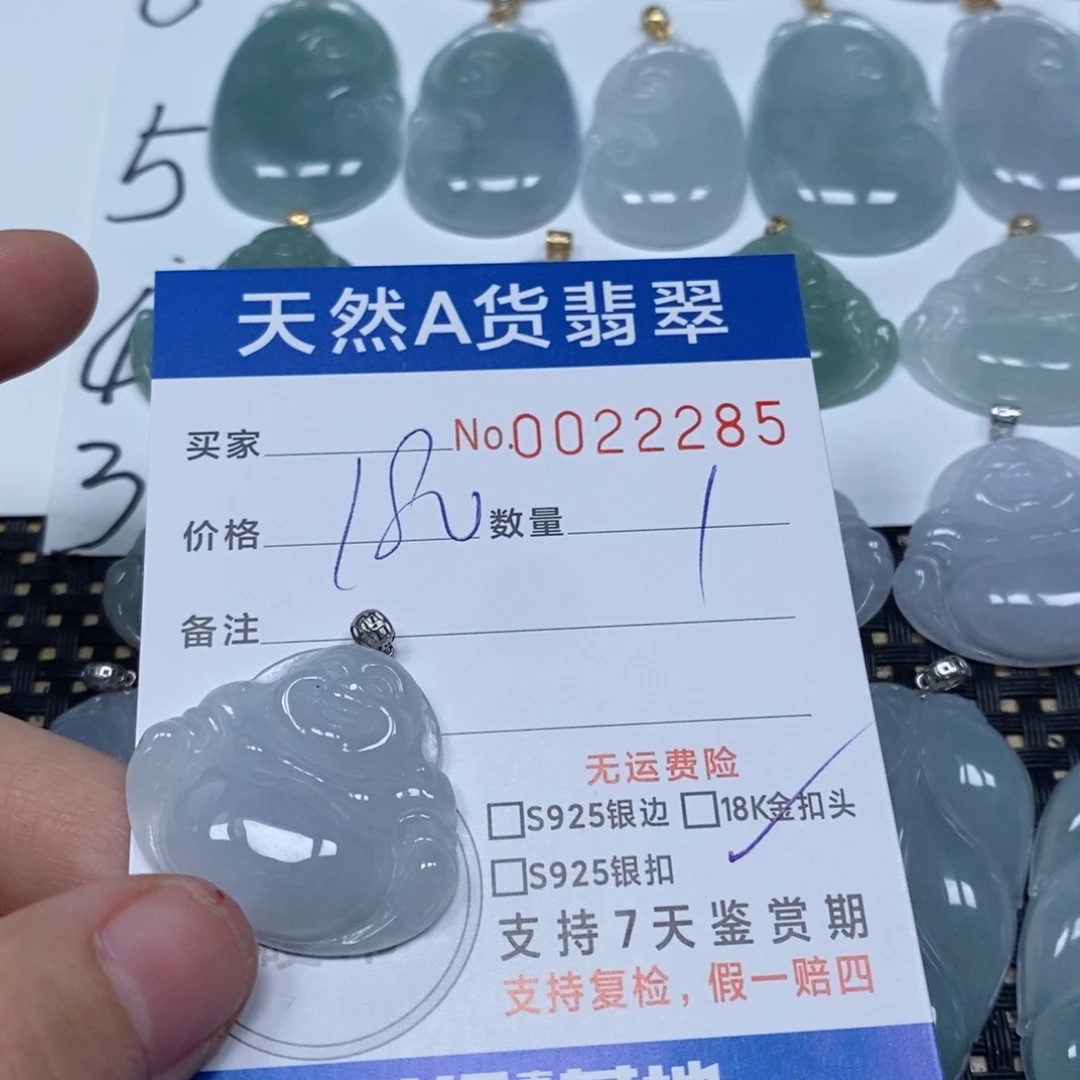 5
4
3
天然A货翡翠
买家 No.0022285
价格 数量 1
备注
无运费险
□S925银边 □18K金扣头
□S925银扣
支持7天鉴赏期
支持复检，假一赔四